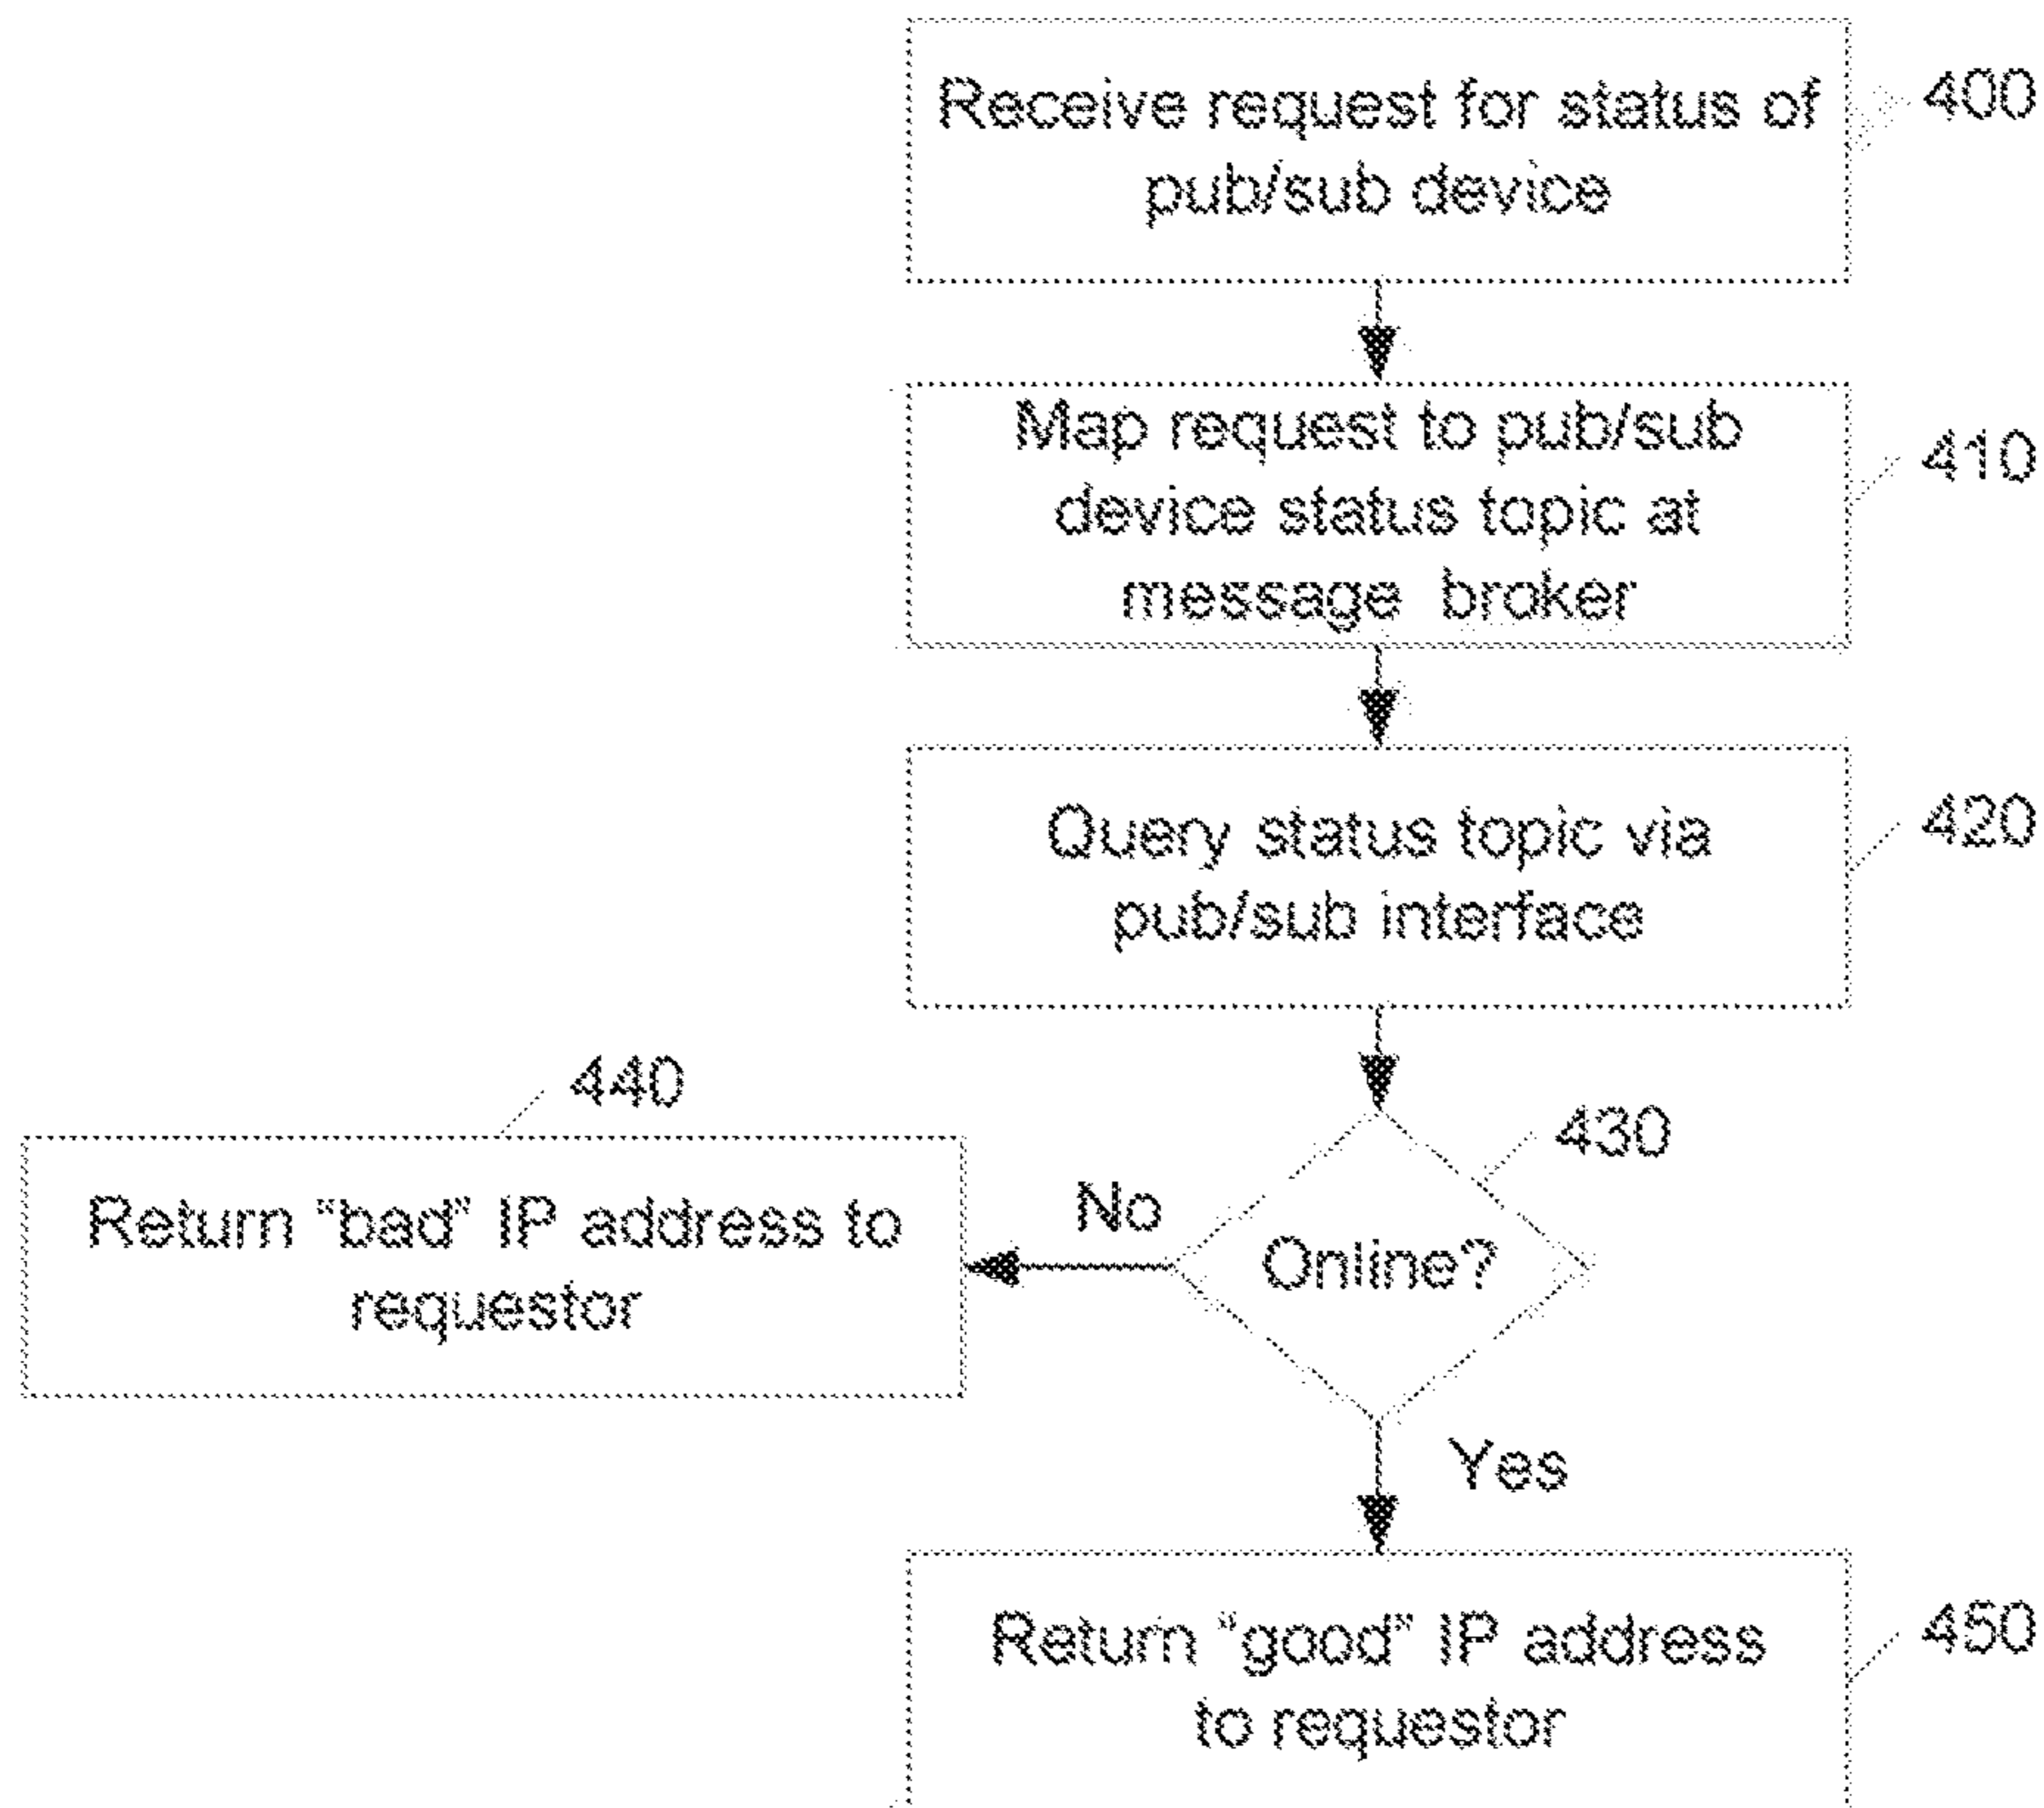 Receive request for status of
pub/sub device
400
Map request to pub/sub
device status topic at
message broker
410
Query status topic via
pub/sub interface
420
430
Online?
No
440
Return “bad” IP address to
requestor
Yes
Return “good” IP address
to requestor
450